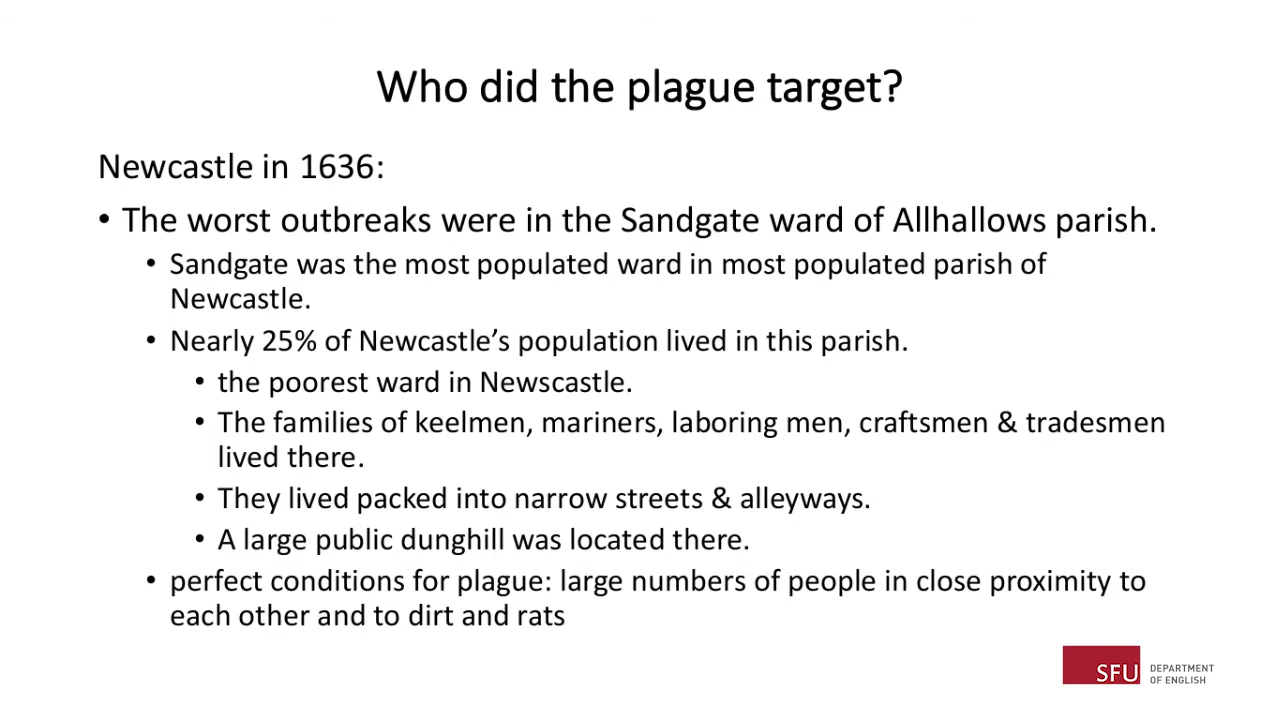 Who did the plague target?
Newcastle in 1636:
• The worst outbreaks were in the Sandgate ward of Allhallows parish.
• Sandgate was the most populated ward in most populated parish of
Newcastle.
• Nearly 25% of Newcastle’s population lived in this parish.
• the poorest ward in Newscastle.
• The families of keelmen, mariners, laboring men, craftsmen & tradesmen
lived there.
• They lived packed into narrow streets & alleyways.
• A large public dunghill was located there.
• perfect conditions for plague: large numbers of people in close proximity to
each other and to dirt and rats
SFU DEPARTMENT
OF ENGLISH